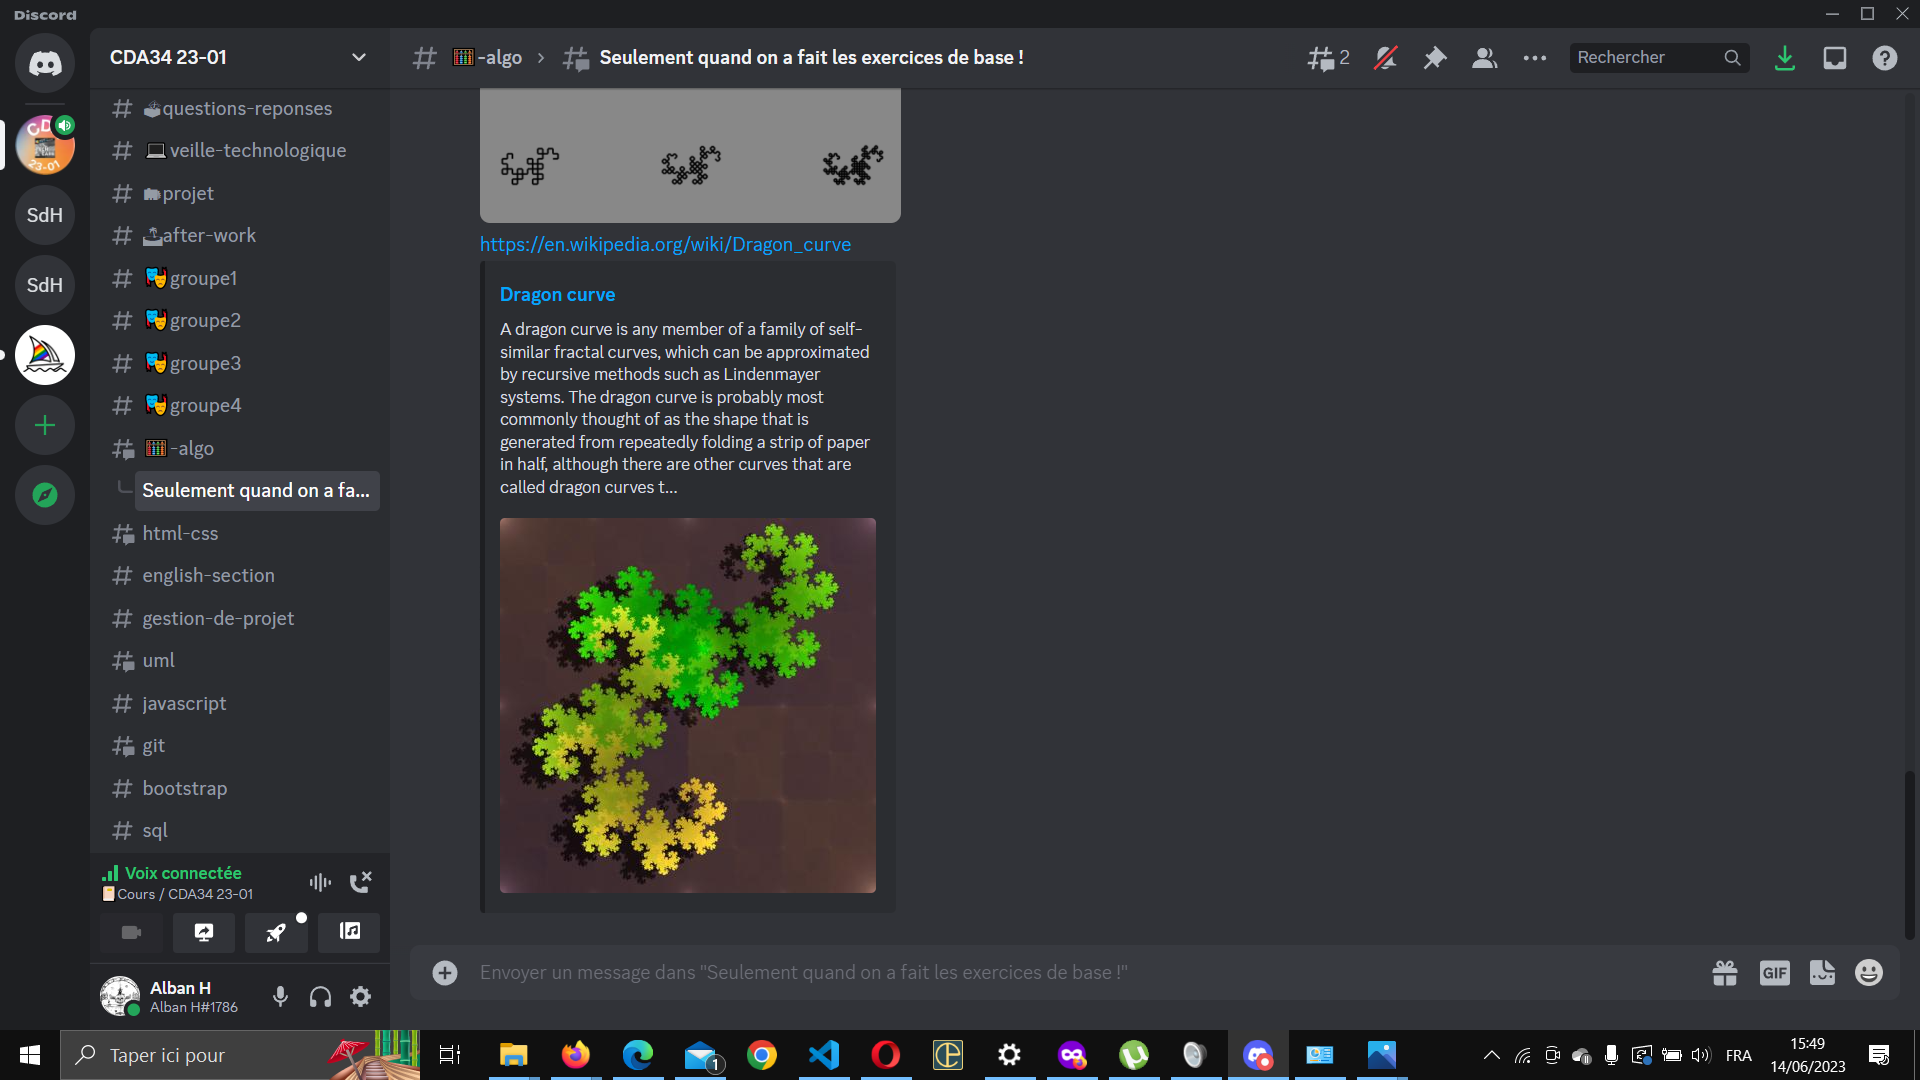 Discord
CDA34 23-01
-algo
Seulement quand on a fait les exercices de base !
2
Rechercher
CD
23-01
SdH
SdH
questions-reponses
veille-technologique
projet
after-work
groupe1
groupe2
groupe3
groupe4
-algo
Seulement quand on a fa...
html-css
english-section
gestion-de-projet
uml
javascript
git
bootstrap
sql
Voix connectée
Cours / CDA34 23-01
Alban H
Alban H#1786
https://en.wikipedia.org/wiki/Dragon_curve
Dragon curve
A dragon curve is any member of a family of self-
similar fractal curves, which can be approximated
by recursive methods such as Lindenmayer
systems. The dragon curve is probably most
commonly thought of as the shape that is
generated from repeatedly folding a strip of paper
in half, although there are other curves that are
called dragon curves t...
Envoyer un message dans "Seulement quand on a fait les exercices de base !"
GIF
Taper ici pour
1
FRA
15:49
14/06/2023